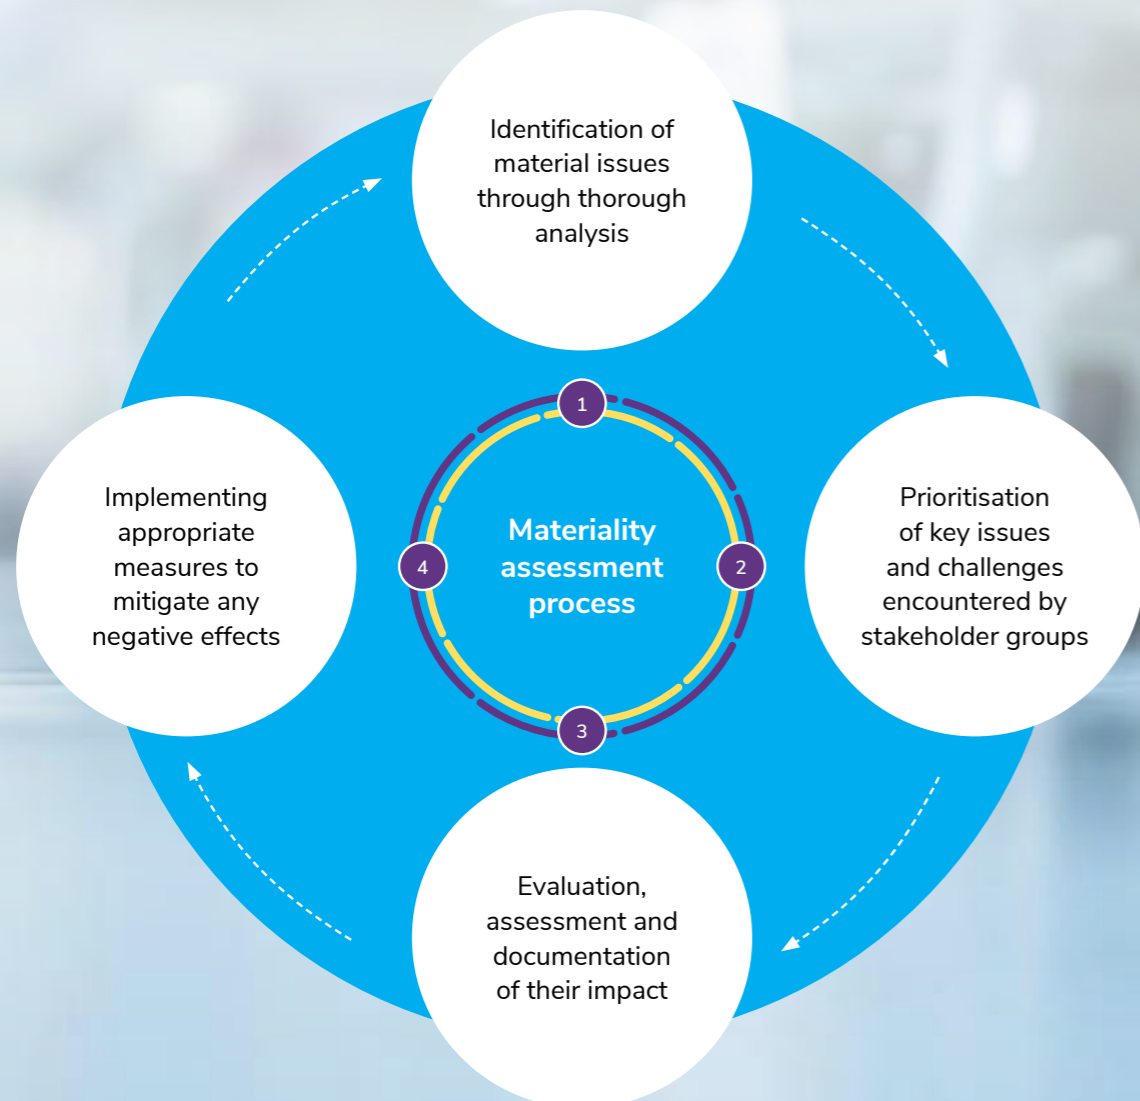 Identification of
material issues
through thorough
analysis
1
Prioritisation
of key issues
and challenges
encountered by
stakeholder groups
2
Materiality
assessment
process
3
Evaluation,
assessment and
documentation
of their impact
4
Implementing
appropriate
measures to
mitigate any
negative effects